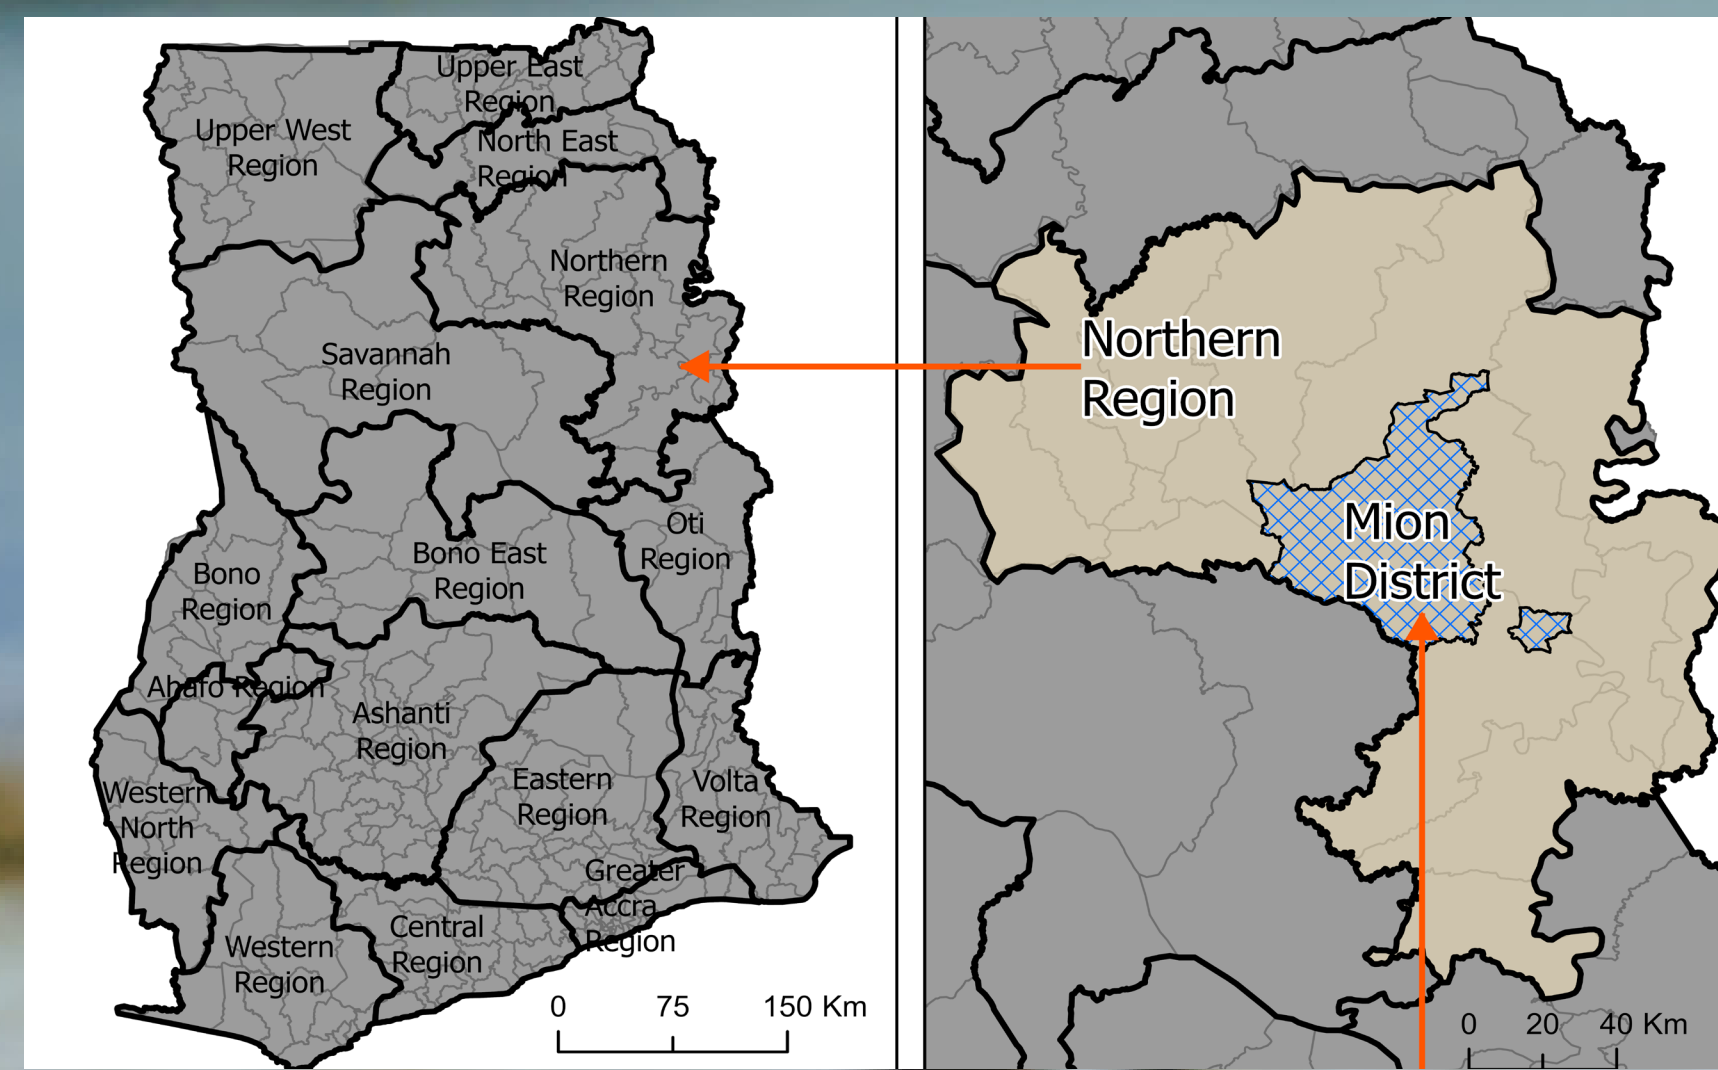 Upper East
Region
Upper West
Region
North East
Region
Northern
Region
Savannah
Region
Oti
Region
Bono East
Region
Bono
Region
Ahafo Region
Ashanti
Region
Eastern
Region
Volta
Region
Western
North
Region
Greater
Accra
Region
Central
Region
Western
Region
0 75 150 Km
Northern
Region
Mion
District
0 20 40 Km